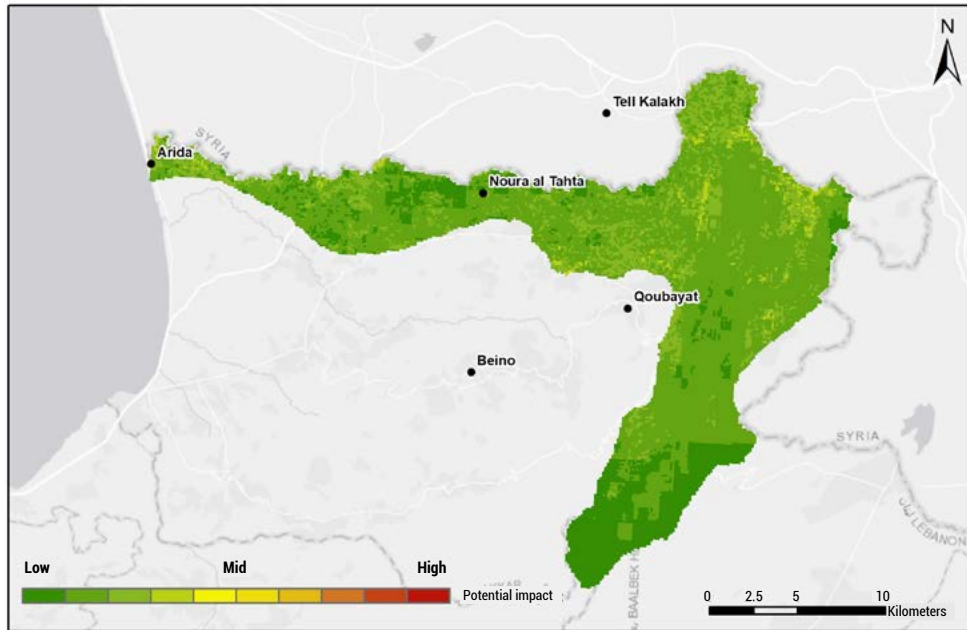 N
Tell Kalakh
SYRIA
Arida
Noura al Tahta
Qoubayat
Beino
SYRIA
LEBANON
Low Mid High
Potential impact
0 2.5 5 10
Kilometers